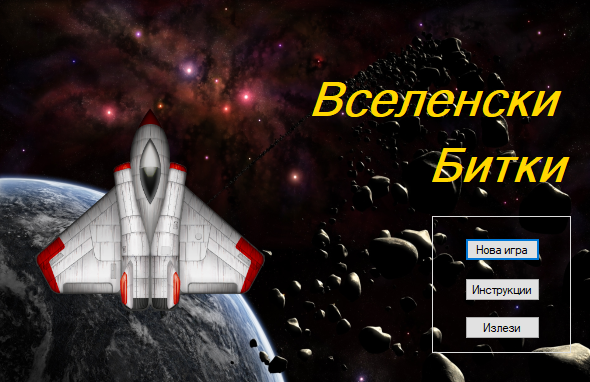 Вселенски
Битки
Нова игра
Инструкции
Излези